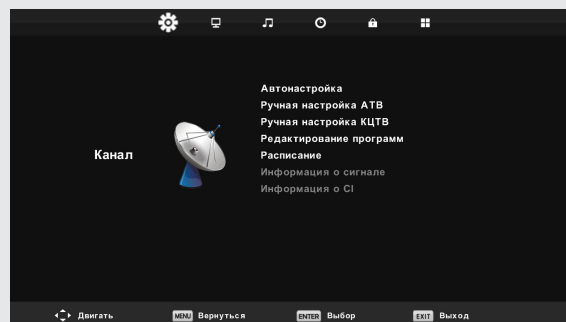 Автонастройка
Ручная настройка АТВ
Ручная настройка КЦТВ
Редактирование программ
Канал
Расписание
Информация о сигнале
Информация о CI
Двигать MENU Вернуться ENTER Выбор EXIT Выход